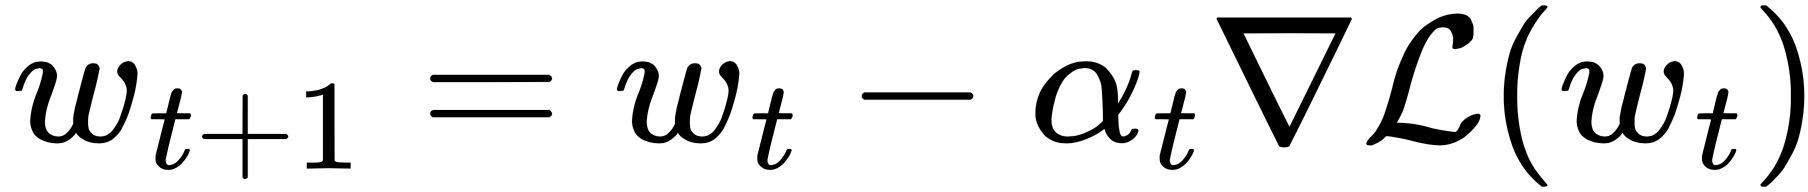 $w_{t+1} = w_t - \alpha_t \nabla \mathcal{L}(w_t)$